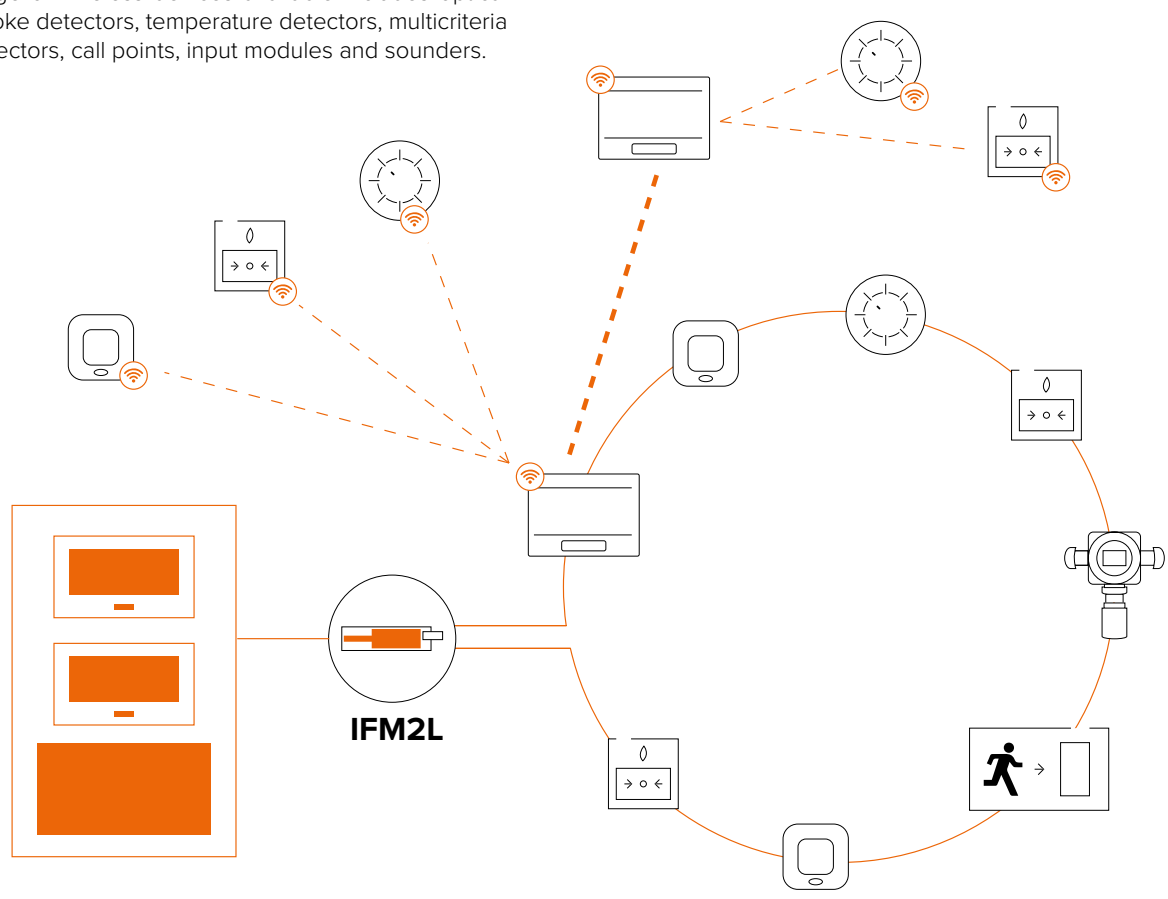 oke detectors, temperature detectors, multicriteria
ectors, call points, input modules and sounders.
IFM2L